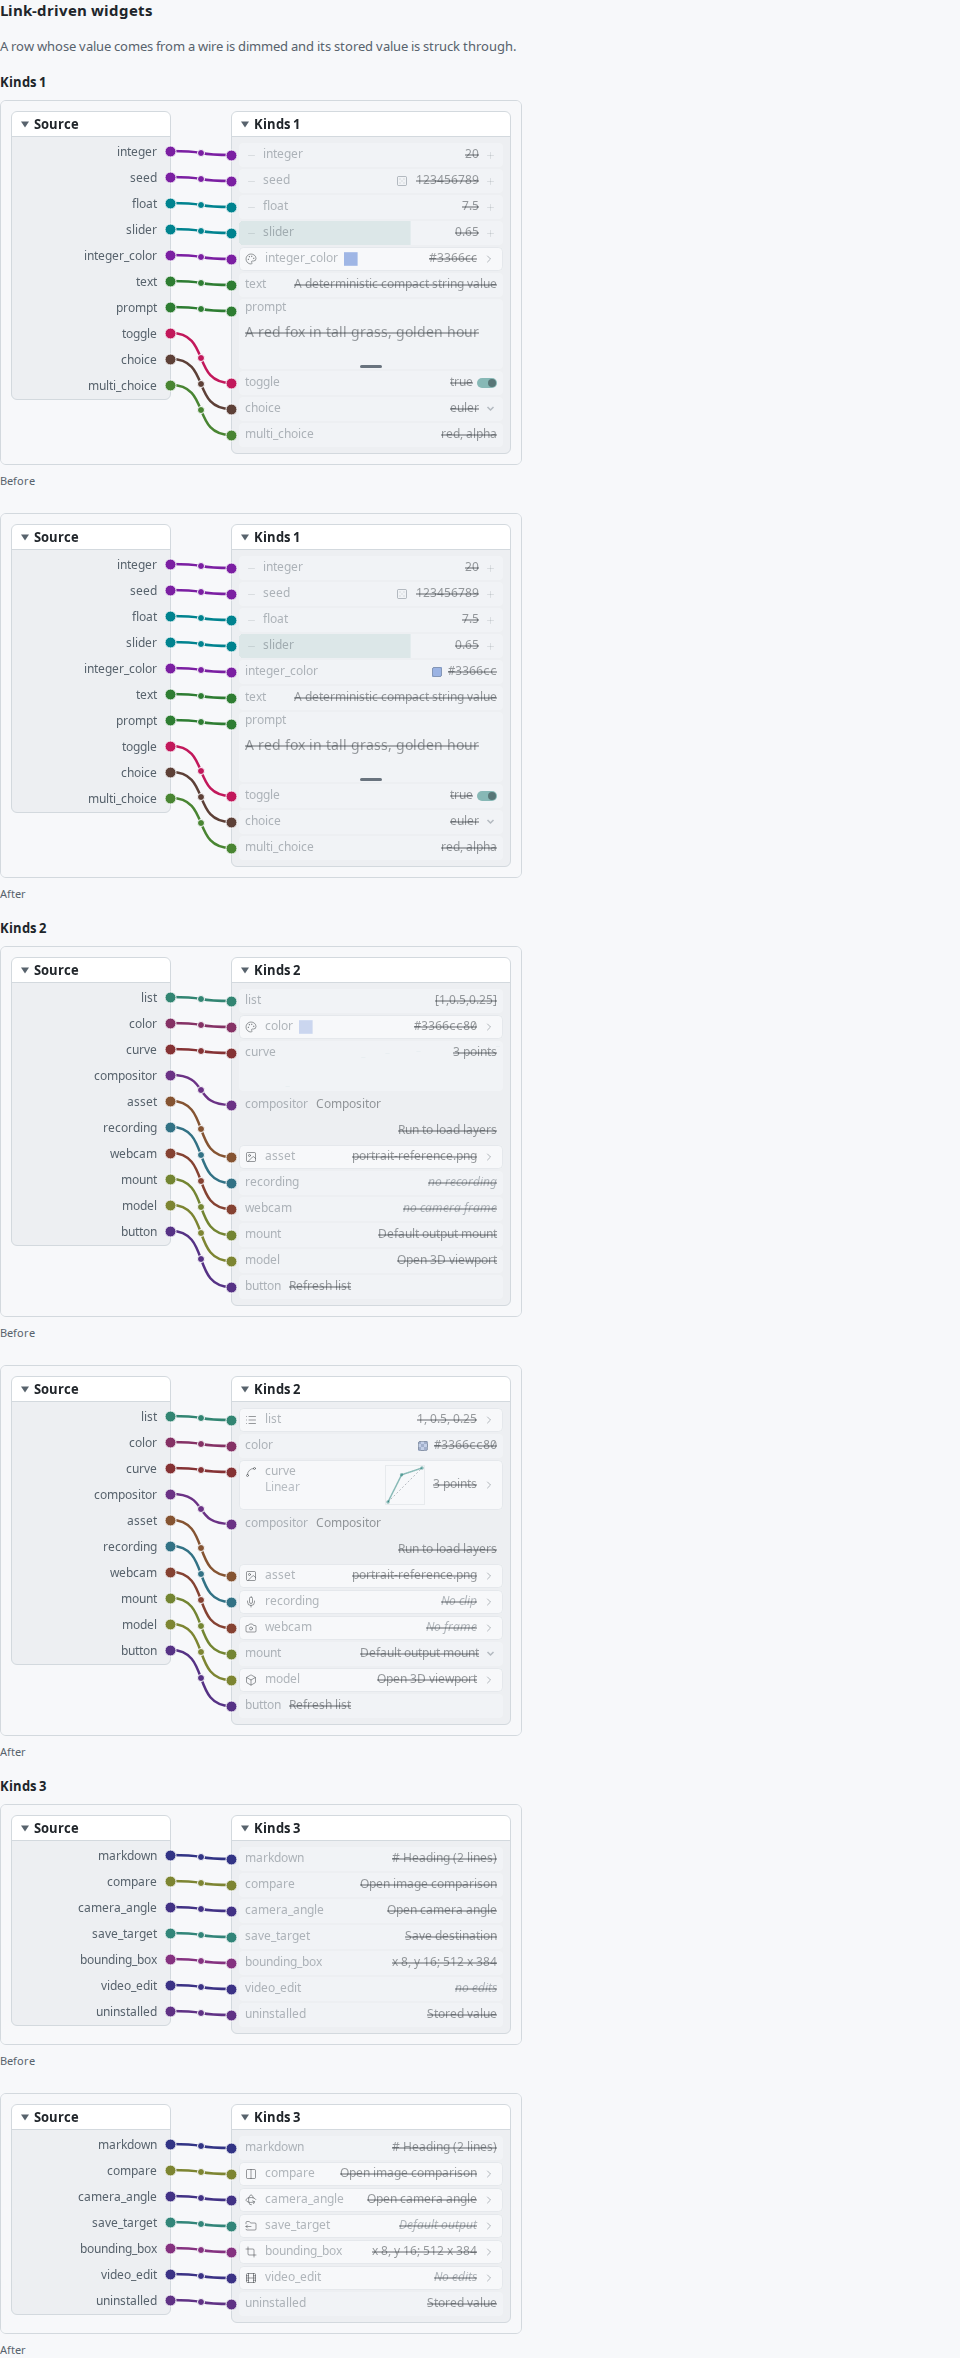 Link-driven widgets
A row whose value comes from a wire is dimmed and its stored value is struck through.
Kinds 1
Source
Kinds 1
integer
integer 20
seed
seed 123456789
float
float 7.5
slider
slider 0.65
integer_color
integer_color #3366cc
text
text A deterministic compact string value
prompt
prompt
A red fox in tall grass, golden hour
toggle
toggle true
choice
choice euler
multi_choice
multi_choice red, alpha
Before
Source
Kinds 1
integer
integer 20
seed
seed 123456789
float
float 7.5
slider
slider 0.65
integer_color
integer_color #3366cc
text
text A deterministic compact string value
prompt
prompt
A red fox in tall grass, golden hour
toggle
toggle true
choice
choice euler
multi_choice
multi_choice red, alpha
After
Kinds 2
Source
Kinds 2
list
list [1,0.5,0.25]
color
color #3366cc80
curve
curve 3 points
compositor
compositor Compositor
Run to load layers
asset
asset portrait-reference.png
recording
recording no recording
webcam
webcam no camera frame
mount
mount Default output mount
model
model Open 3D viewport
button
button Refresh list
Before
Source
Kinds 2
list
list 1, 0.5, 0.25
color
color #3366cc80
curve
curve
Linear
3 points
compositor
compositor Compositor
Run to load layers
asset
asset portrait-reference.png
recording
recording No clip
webcam
webcam No frame
mount
mount Default output mount
model
model Open 3D viewport
button
button Refresh list
After
Kinds 3
Source
Kinds 3
markdown
markdown # Heading (2 lines)
compare
compare Open image comparison
camera_angle
camera_angle Open camera angle
save_target
save_target Save destination
bounding_box
bounding_box x 8, y 16; 512 x 384
video_edit
video_edit no edits
uninstalled
uninstalled Stored value
Before
Source
Kinds 3
markdown
markdown # Heading (2 lines)
compare
compare Open image comparison
camera_angle
camera_angle Open camera angle
save_target
save_target Default output
bounding_box
bounding_box x 8, y 16; 512 x 384
video_edit
video_edit No edits
uninstalled
uninstalled Stored value
After